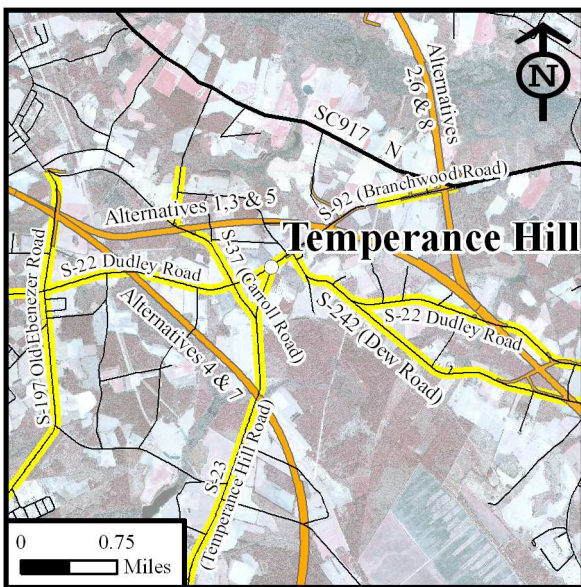 Alternatives
2,6 & 8
N
SC917 N
S-92 (Branchwood Road)
Alternatives 1,3 & 5
Temperance Hill
S-37 (Carroll Road)
S-22 Dudley Road
S-197 Old Ebenezer Road
Alternatives 4 & 7
S-242 (Dew Road)
S-22 Dudley Road
S-23
(Temperance Hill Road)
0 0.75
Miles